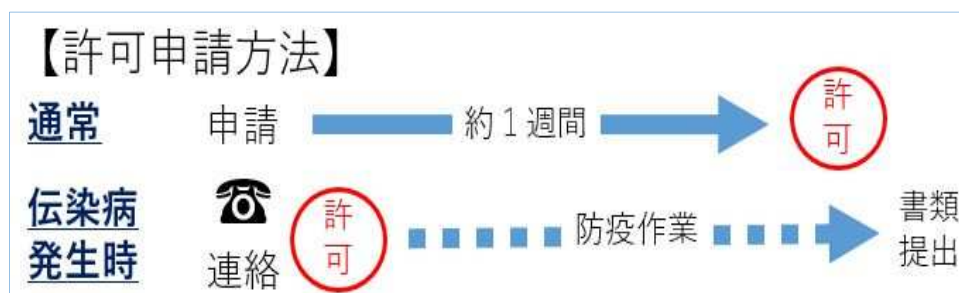 【許可申請方法】
通常 申請 約1週間 許可
伝染病発生時 ☎連絡 許可 防疫作業 書類提出